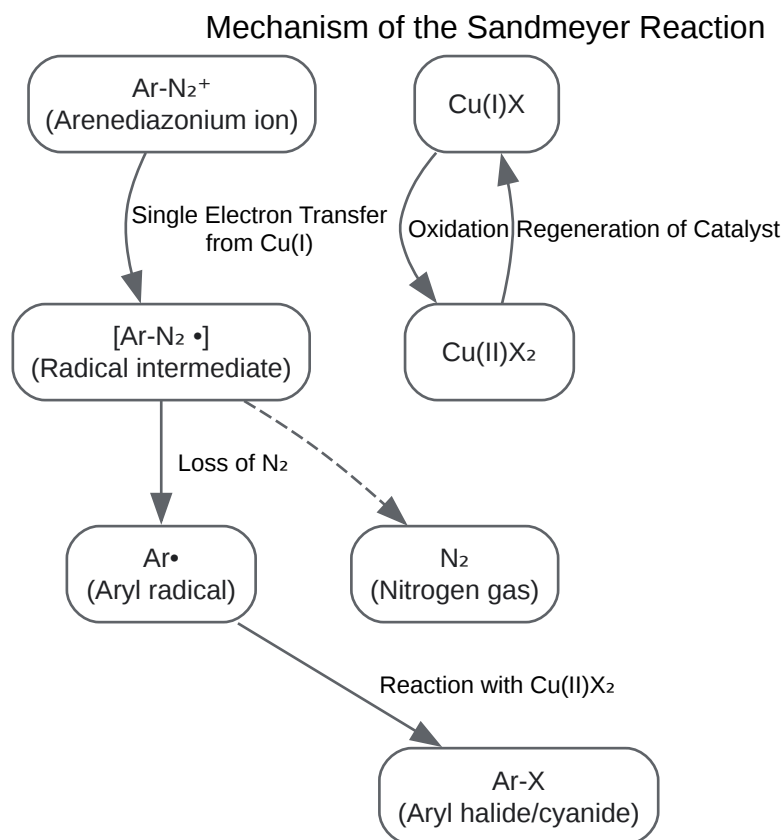 Mechanism of the Sandmeyer Reaction
Ar-N₂⁺
(Arenediazonium ion)
Cu(I)X
Single Electron Transfer
from Cu(I)
Oxidation
Regeneration of Catalyst
[Ar-N₂ •]
(Radical intermediate)
Cu(II)X₂
Loss of N₂
Ar•
(Aryl radical)
N₂
(Nitrogen gas)
Reaction with Cu(II)X₂
Ar-X
(Aryl halide/cyanide)